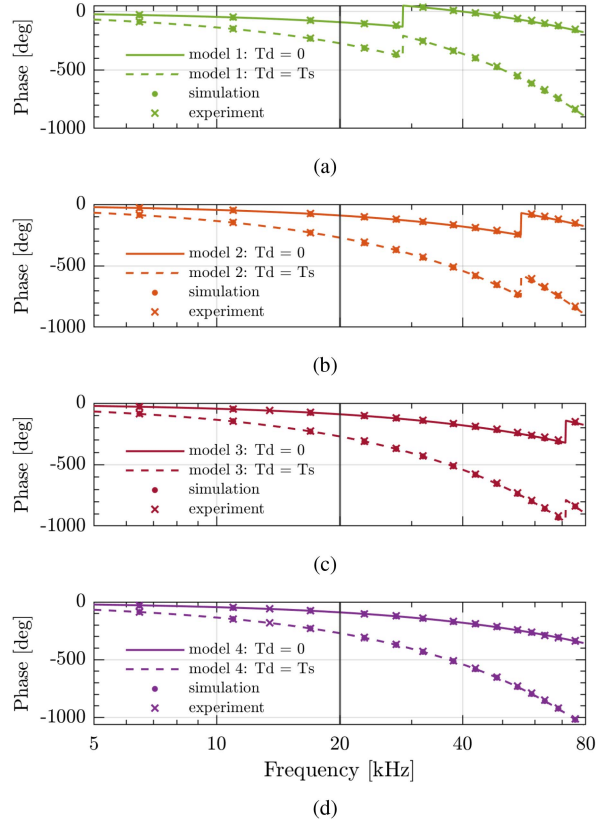 0
-500
-1000
Phase [deg]
model 1: Td = 0
model 1: Td = Ts
simulation
experiment
(a)
0
-500
-1000
Phase [deg]
model 2: Td = 0
model 2: Td = Ts
simulation
experiment
(b)
0
-500
-1000
Phase [deg]
model 3: Td = 0
model 3: Td = Ts
simulation
experiment
(c)
0
-500
-1000
Phase [deg]
model 4: Td = 0
model 4: Td = Ts
simulation
experiment
5 10 20 40 80
Frequency [kHz]
(d)